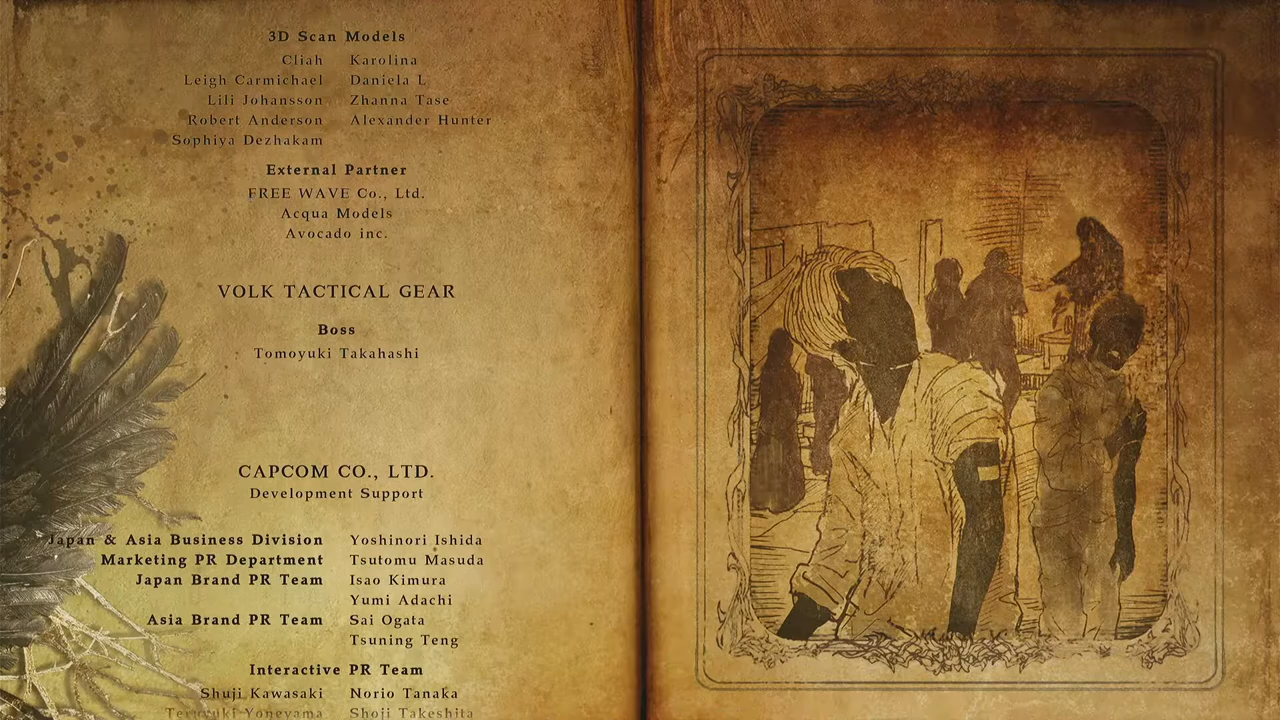 3D Scan Models
Cliah Karolina
Leigh Carmichael Daniela L
Lili Johansson Zhanna Tase
Robert Anderson Alexander Hunter
Sophiya Dezhakam
External Partner
FREE WAVE Co., Ltd.
Acqua Models
Avocado inc.
VOLK TACTICAL GEAR
Boss
Tomoyuki Takahashi
CAPCOM CO., LTD.
Development Support
Japan & Asia Business Division Yoshinori Ishida
Marketing PR Department Tsutomu Masuda
Japan Brand PR Team Isao Kimura
Yumi Adachi
Asia Brand PR Team Sai Ogata
Tsuning Teng
Interactive PR Team
Shuji Kawasaki Norio Tanaka
Teruyuki Yoneyama Shoji Takeshita